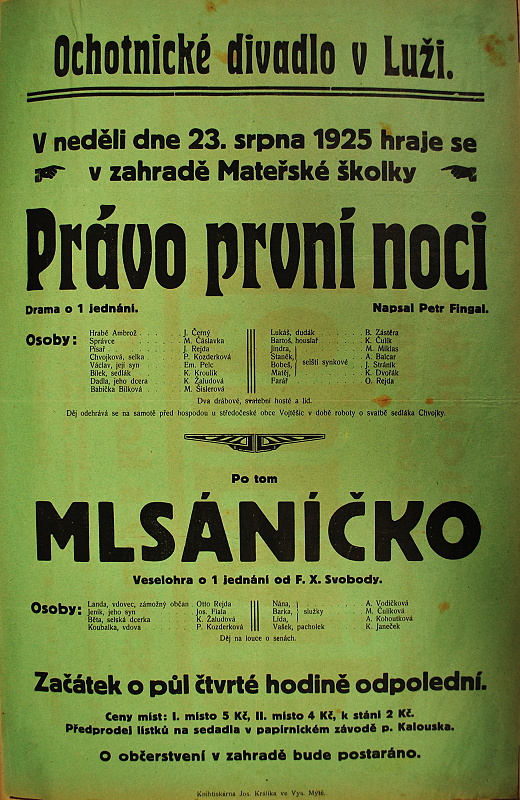 Ochotnické divadlo v Luži.
V neděli dne 23. srpna 1925 hraje se
v zahradě Mateřské školky
Právo první noci
Drama o 1 jednání. Napsal Petr Fingal.
Osoby:
Hrabě Ambrož . . . . J. Černý
Správce . . . . M. Čáslavka
Písař . . . . J. Rejda
Chvojková, selka . . . . P. Kozderková
Václav, její syn . . . . Em. Pelc
Bílek, sedlák . . . . K. Kroulík
Dadla, jeho dcera . . . . K. Žaludová
Babička Bílková . . . . M. Šislerová
Lukáš, dudák . . . . B. Zástěra
Bartoš, houslař . . . . K. Čulík
Jindra, . . . . M. Miklas
Staněk, selští synkové . . . . A. Balcar
Bobeš, . . . . J. Stráník
Matěj, . . . . K. Dvořák
Farář . . . . O. Rejda
Dva drábové, svatební hosté a lid.
Děj odehrává se na samotě před hospodou u středočeské obce Vojtěšic v době roboty o svatbě sedláka Chvojky.
Po tom
MLSÁNÍČKO
Veselohra o 1 jednání od F. X. Svobody.
Osoby:
Landa, vdovec, zámožný občan Otto Rejda
Jeník, jeho syn . . . . Jos. Fiala
Běta, selská dcerka . . . . K. Žaludová
Koubalka, vdova . . . . P. Kozderková
Nána, . . . . A. Vodičková
Barka, služky . . . . M. Čulíková
Lída, . . . . A. Kohoutková
Vašek, pacholek . . . . K. Janeček
Děj na louce o senách.
Začátek o půl čtvrté hodině odpolední.
Ceny míst: I. místo 5 Kč, II. místo 4 Kč, k stání 2 Kč.
Předprodej lístků na sedadla v papírnickém závodě p. Kalouska.
O občerstvení v zahradě bude postaráno.
Knihtiskárna Jos. Králíka ve Vys. Mýtě.